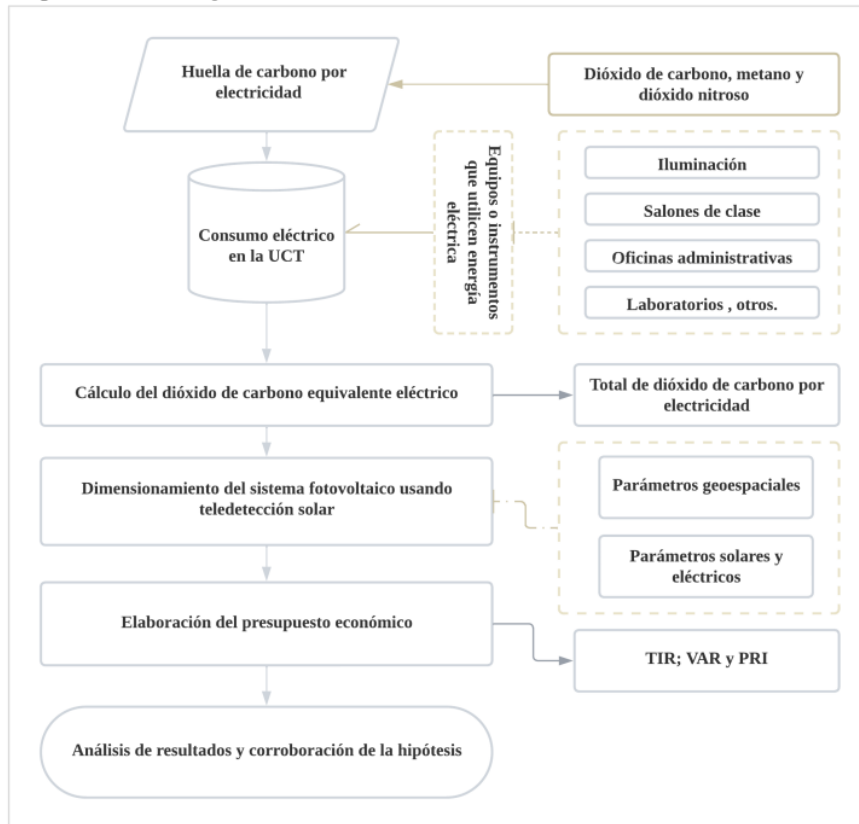 Huella de carbono por
electricidad
Dióxido de carbono, metano y
dióxido nitroso
Equipos o instrumentos
que utilicen energía
eléctrica
Iluminación
Salones de clase
Oficinas administrativas
Laboratorios , otros.
Consumo eléctrico
en la UCT
Cálculo del dióxido de carbono equivalente eléctrico
Total de dióxido de carbono por
electricidad
Dimensionamiento del sistema fotovoltaico usando
teledetección solar
Parámetros geoespaciales
Parámetros solares y
eléctricos
Elaboración del presupuesto económico
TIR; VAR y PRI
Análisis de resultados y corroboración de la hipótesis